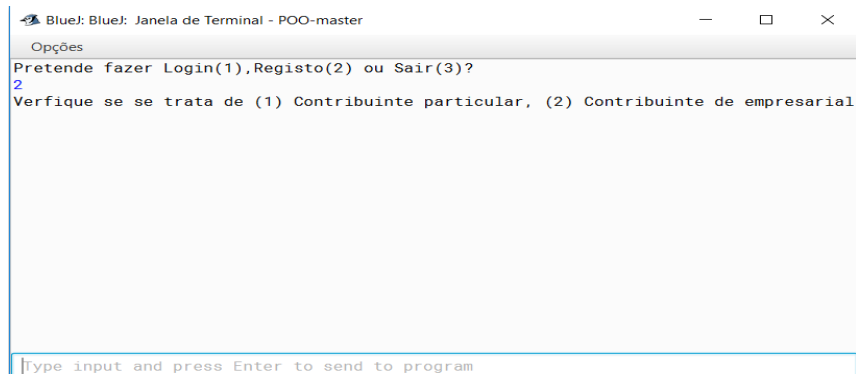 BlueJ: BlueJ: Janela de Terminal - POO-master
Opções
Pretende fazer Login(1),Registo(2) ou Sair(3)?
2
Verfique se se trata de (1) Contribuinte particular, (2) Contribuinte de empresarial
Type input and press Enter to send to program